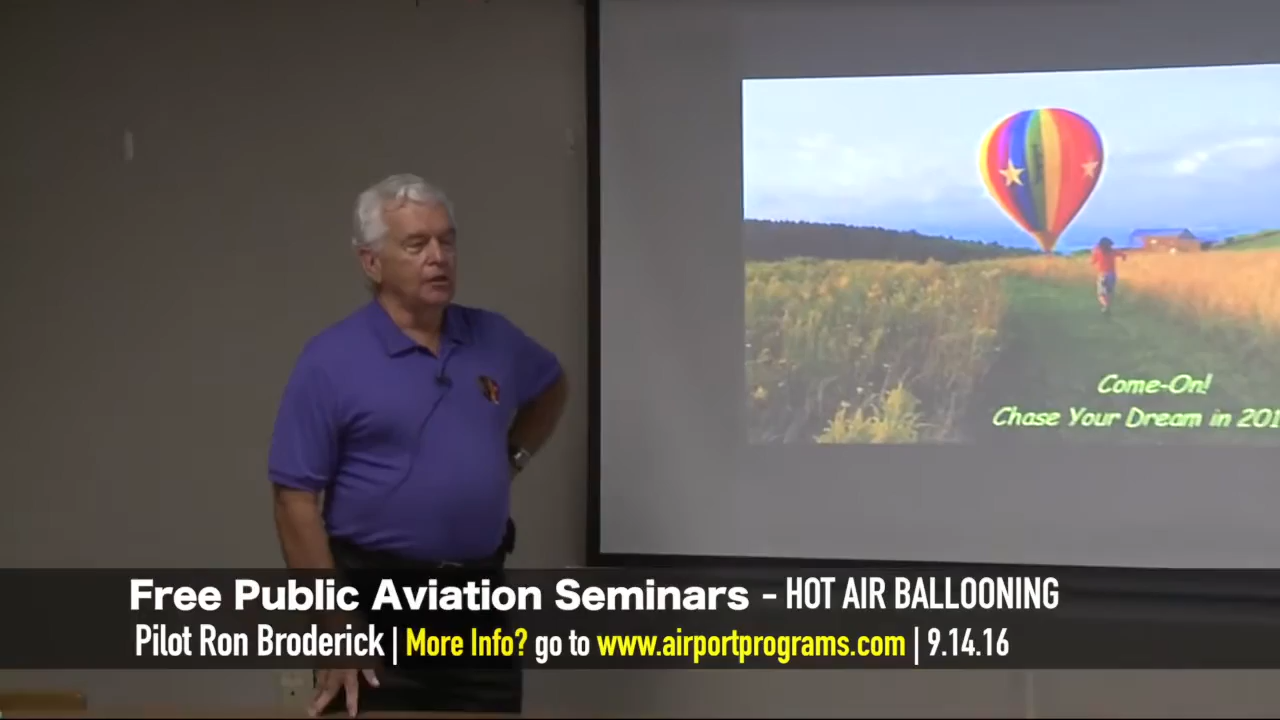 Come-On!
Chase Your Dream in 201
Free Public Aviation Seminars - HOT AIR BALLOONING
Pilot Ron Broderick | More Info? go to www.airportprograms.com | 9.14.16